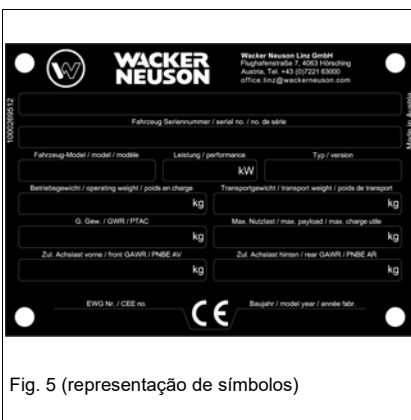 WACKER
NEUSON
Wacker Neuson Linz GmbH
Flughafenstraße 7, 4063 Hörsching
Austria, Tel. +43 (0)7221 63000
office.linz@wackerneuson.com
1000269512
Made in Austria
Fahrzeug Seriennummer / serial no. / no. de série
Fahrzeug-Model / model / modèle
Leistung / performance
Typ / version
kW
Betriebsgewicht / operating weight / poids en charge
Transportgewicht / transport weight / poids de transport
kg
kg
G. Gew. / GWR / PTAC
Max. Nutzlast / max. payload / max. charge utile
kg
kg
Zul. Achslast vorne / front GAWR / PNBE AV
Zul. Achslast hinten / rear GAWR / PNBE AR
kg
kg
EWG Nr. / CEE no.
CE
Baujahr / model year / année fabr.
Fig. 5 (representação de símbolos)